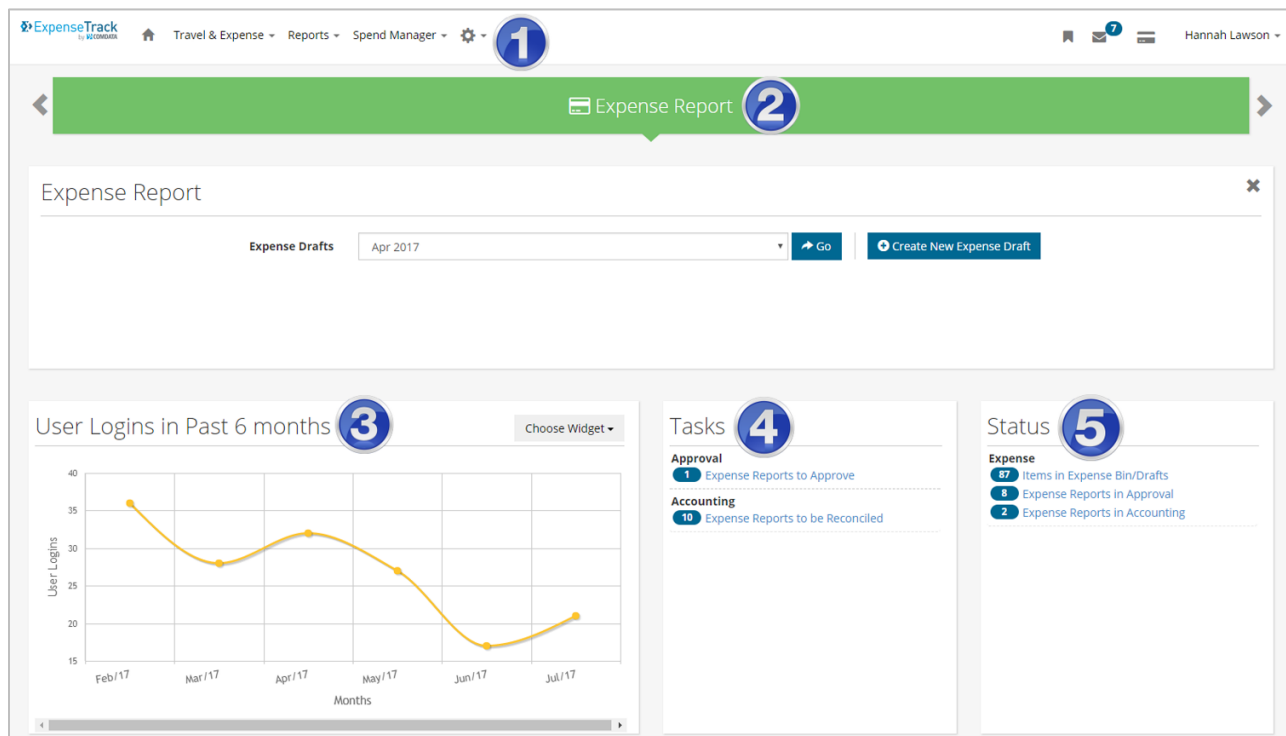 ExpenseTrack
by COMDATA
Travel & Expense Reports Spend Manager 1 7 Hannah Lawson
Expense Report 2
Expense Report
Expense Drafts Apr 2017 Go Create New Expense Draft
User Logins in Past 6 months 3 Choose Widget
40
35
30
25
20
15
User Logins
Feb/17 Mar/17 Apr/17 May/17 Jun/17 Jul/17
Months
Tasks 4
Approval
1 Expense Reports to Approve
Accounting
10 Expense Reports to be Reconciled
Status 5
Expense
87 Items in Expense Bin/Drafts
8 Expense Reports in Approval
2 Expense Reports in Accounting